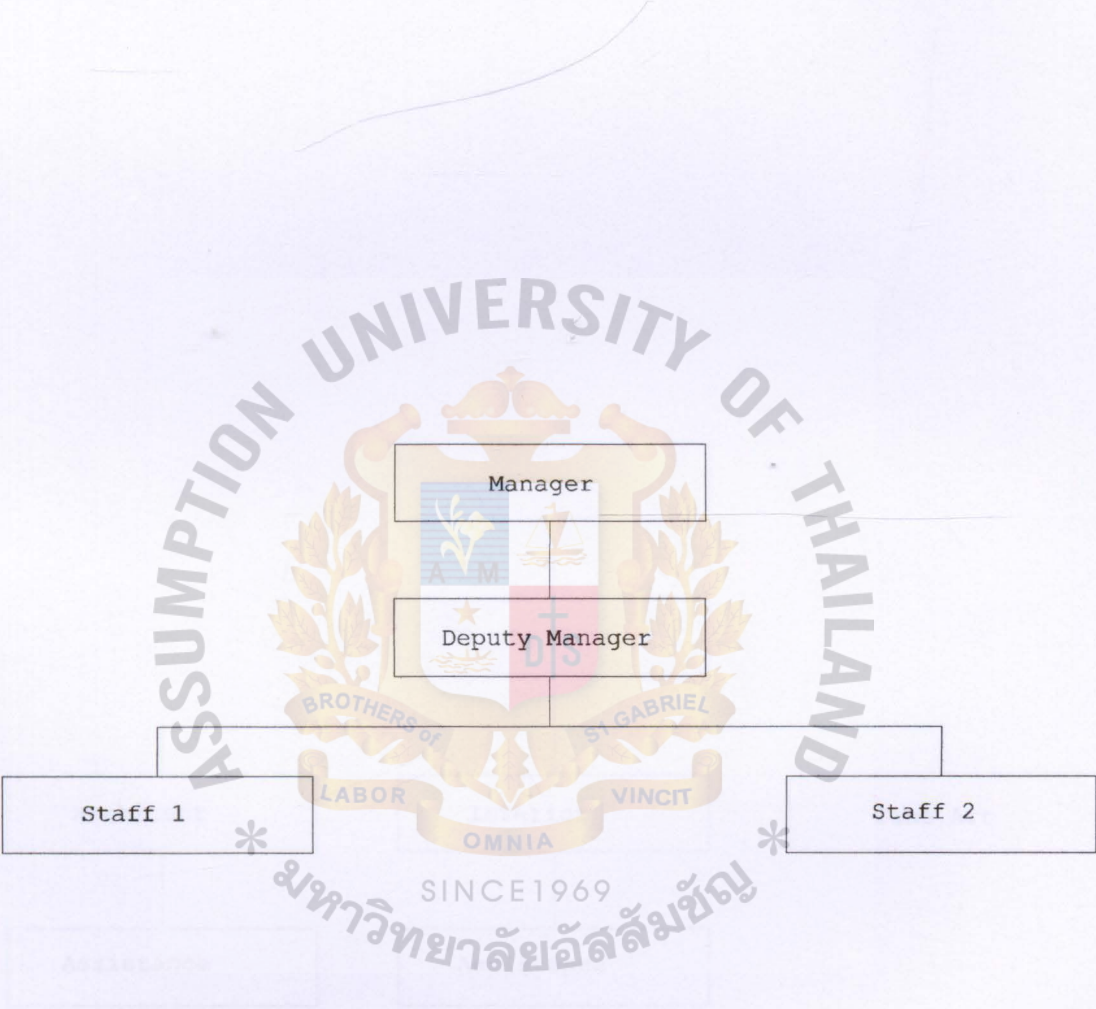 ASSUMPTION UNIVERSITY OF THAILAND
Manager
A M
Deputy Manager
D S
BROTHERS of ST GABRIEL
Staff 1
Staff 2
LABOR OMNIA VINCIT
SINCE1969
* มหาวิทยาลัยอัสสัมชัญ *
Assistance